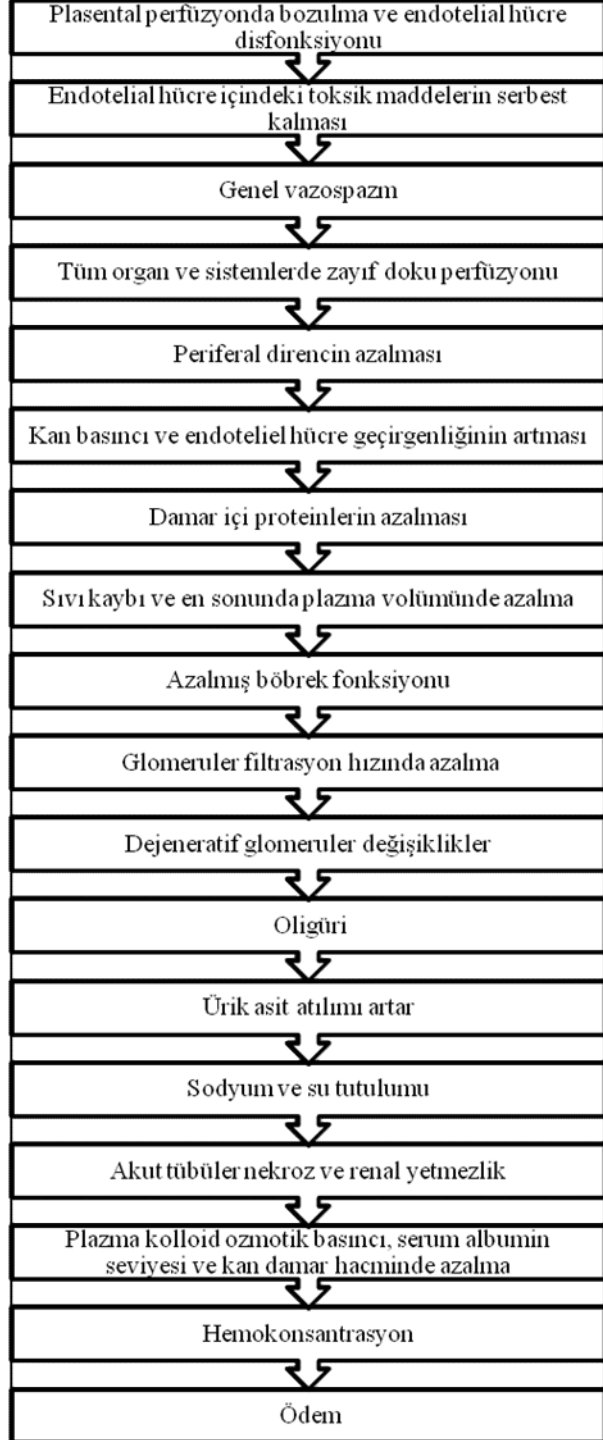 Plasental perfüzyonda bozulma ve endotelial hücre
disfonksiyonu
Endotelial hücre içindeki toksik maddelerin serbest
kalması
Genel vazospazm
Tüm organ ve sistemlerde zayıf doku perfüzyonu
Periferal direncin azalması
Kan basıncı ve endoteliel hücre geçirgenliğinin artması
Damar içi proteinlerin azalması
Sıvı kaybı ve en sonunda plazma volümünde azalma
Azalmış böbrek fonksiyonu
Glomeruler filtrasyon hızında azalma
Dejeneratif glomeruler değişiklikler
Oligüri
Ürik asit atılımı artar
Sodyum ve su tutulumu
Akut tübüler nekroz ve renal yetmezlik
Plazma kolloid ozmotik basıncı, serum albumin
seviyesi ve kan damar hacminde azalma
Hemokonsantrasyon
Ödem